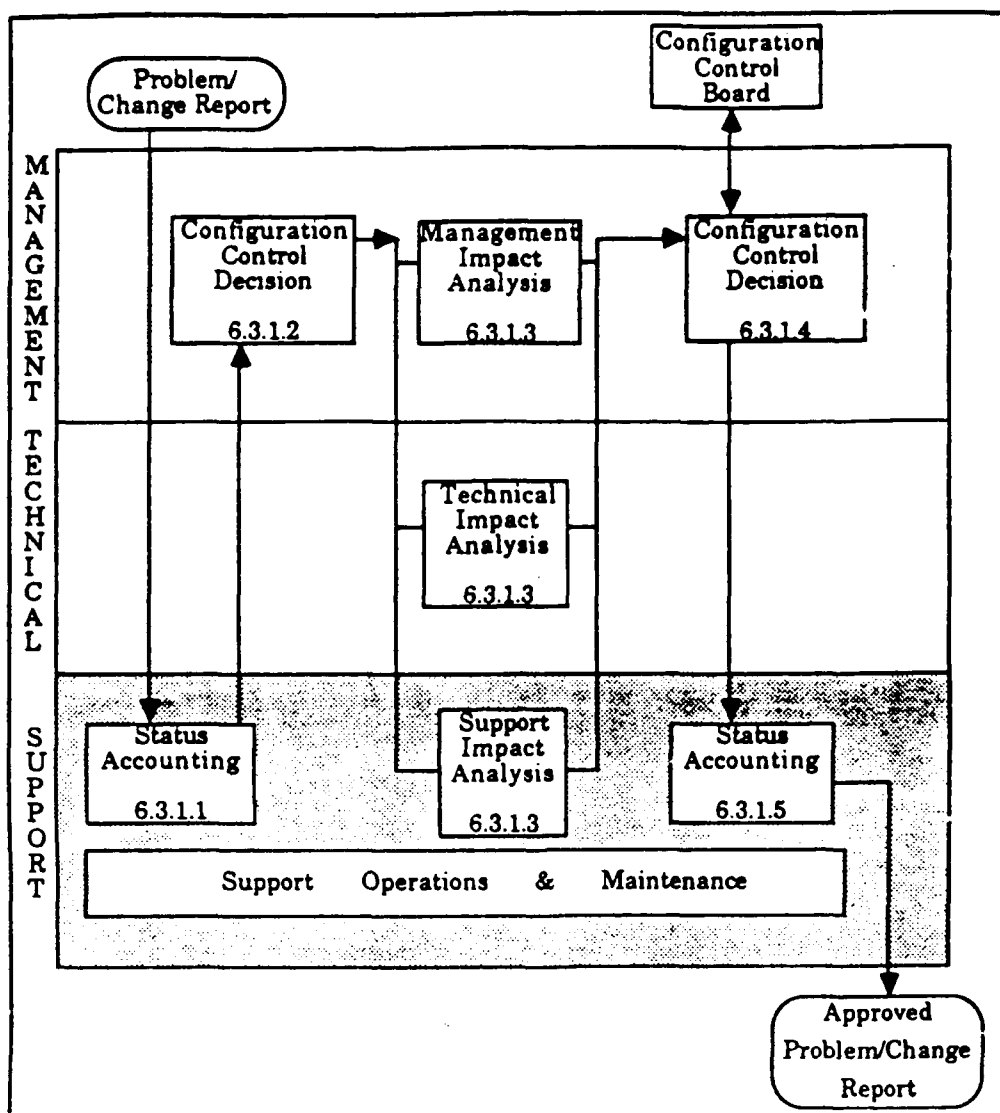 Problem/
Change Report
Configuration
Control
Board
MANAGEMENT
Configuration
Control
Decision
6.3.1.2
Management
Impact
Analysis
6.3.1.3
Configuration
Control
Decision
6.3.1.4
TECHNICAL
Technical
Impact
Analysis
6.3.1.3
SUPPORT
Status
Accounting
6.3.1.1
Support
Impact
Analysis
6.3.1.3
Status
Accounting
6.3.1.5
Support Operations & Maintenance
Approved
Problem/Change
Report